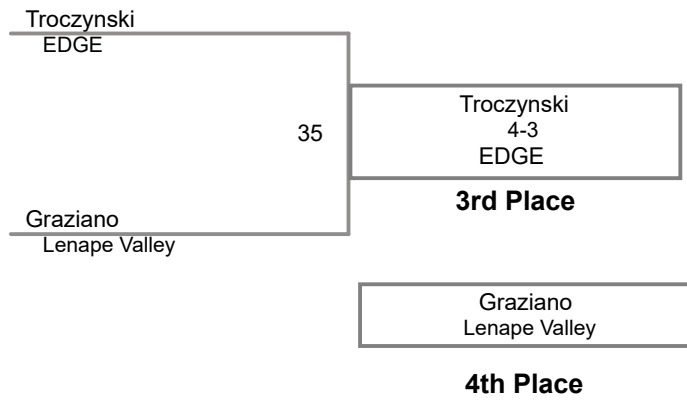 Troczynski
EDGE
35
Troczynski
4-3
EDGE
3rd Place
Graziano
Lenape Valley
Graziano
Lenape Valley
4th Place